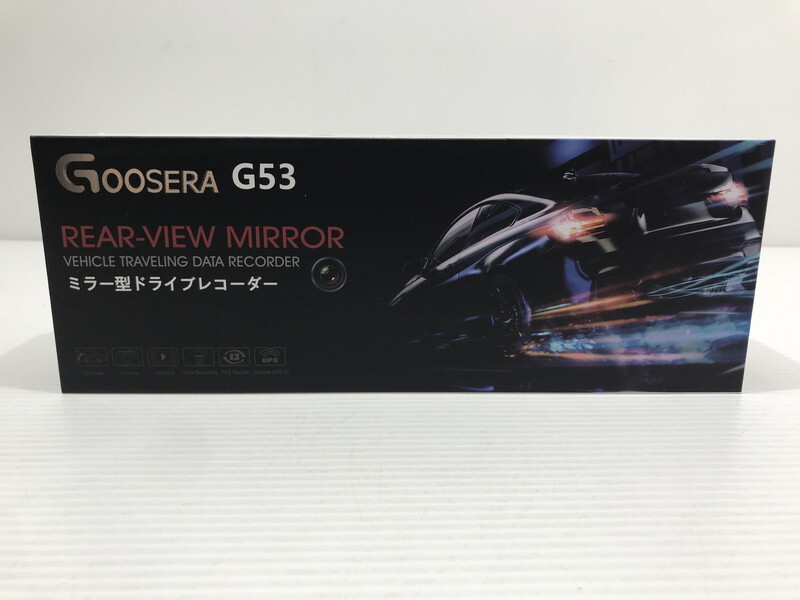 GOOSERA G53
REAR-VIEW MIRROR
VEHICLE TRAVELING DATA RECORDER
ミラー型ドライブレコーダー
GPS